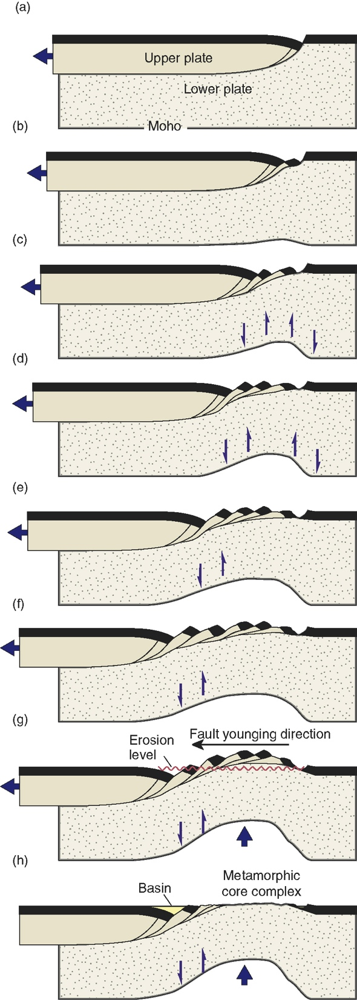 (a)
Upper plate
Lower plate
(b)
Moho
(c)
(d)
(e)
(f)
(g)
Fault younging direction
Erosion
level
(h)
Metamorphic
core complex
Basin